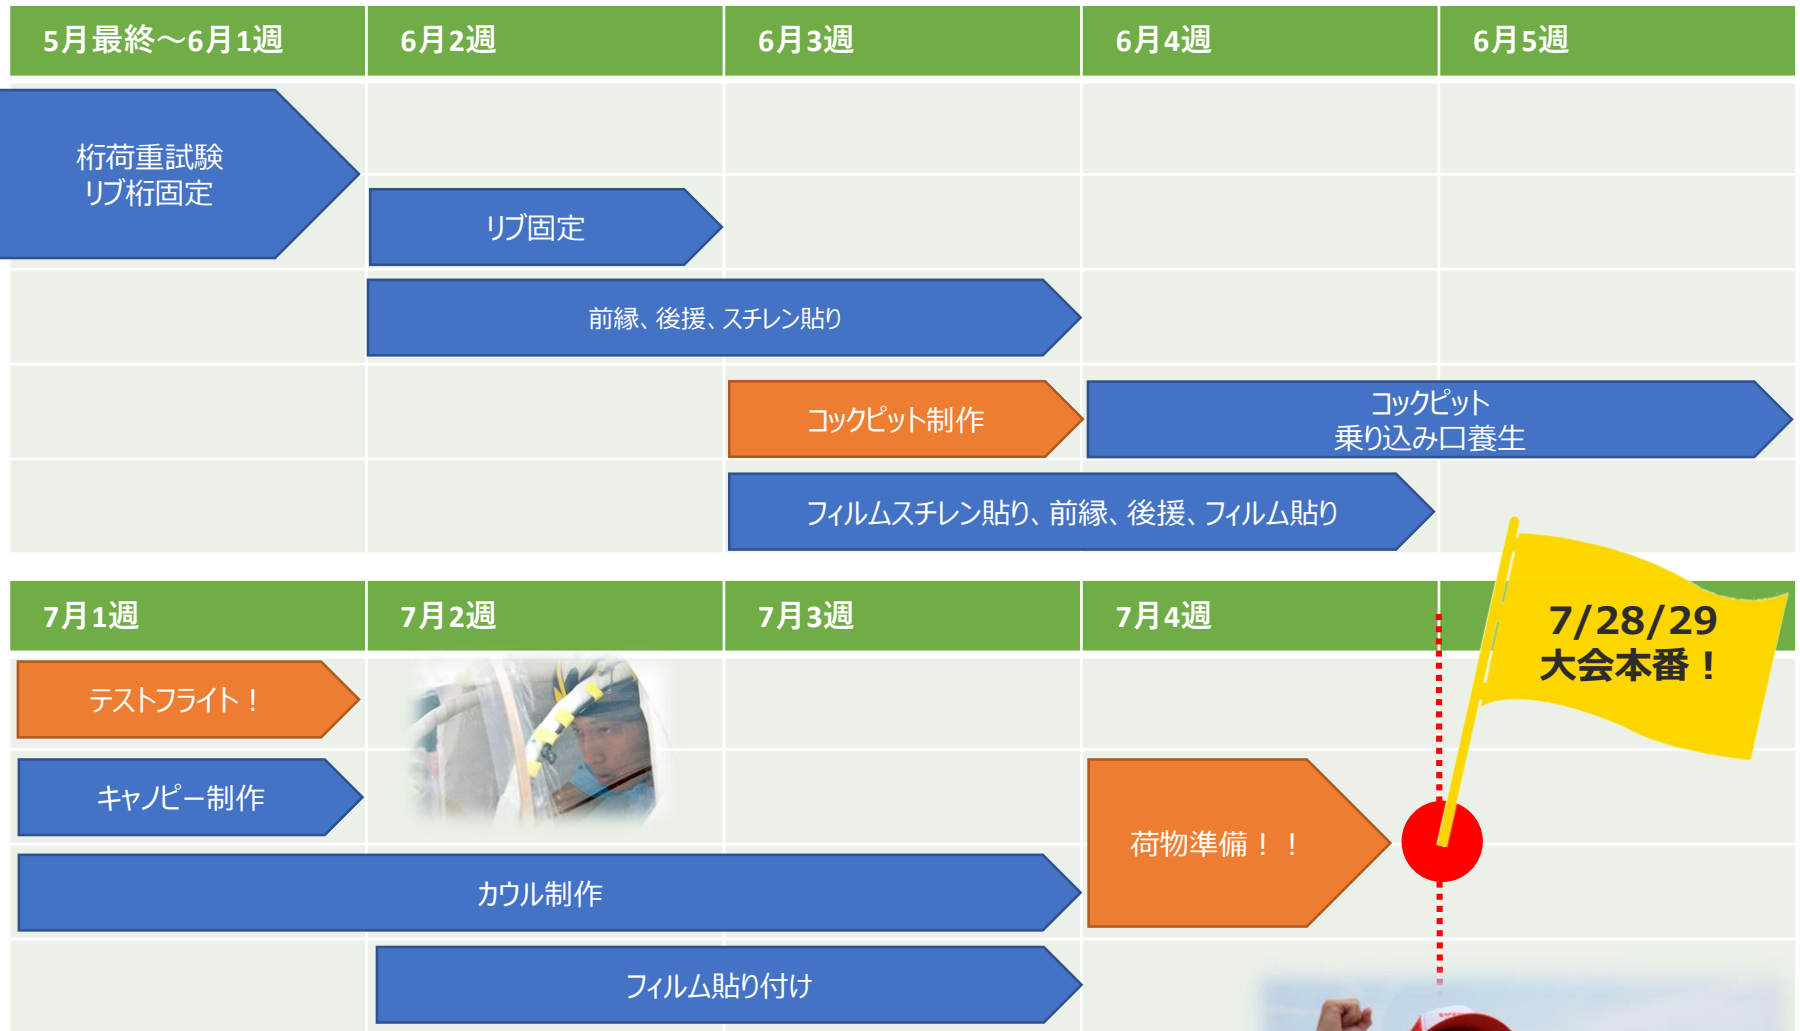 5月最終～6月1週
6月2週
6月3週
6月4週
6月5週
桁荷重試験
リブ桁固定
リブ固定
前縁、後援、スチレン貼り
コックピット制作
コックピット
乗り込み口養生
フィルムスチレン貼り、前縁、後援、フィルム貼り
7月1週
7月2週
7月3週
7月4週
7/28/29
大会本番！
テストフライト！
キャノピー制作
荷物準備！！
カウル制作
フィルム貼り付け